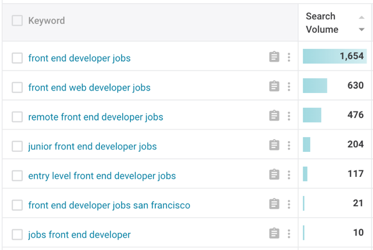 Keyword
Search Volume
front end developer jobs 1,654
front end web developer jobs 630
remote front end developer jobs 476
junior front end developer jobs 204
entry level front end developer jobs 117
front end developer jobs san francisco 21
jobs front end developer 10